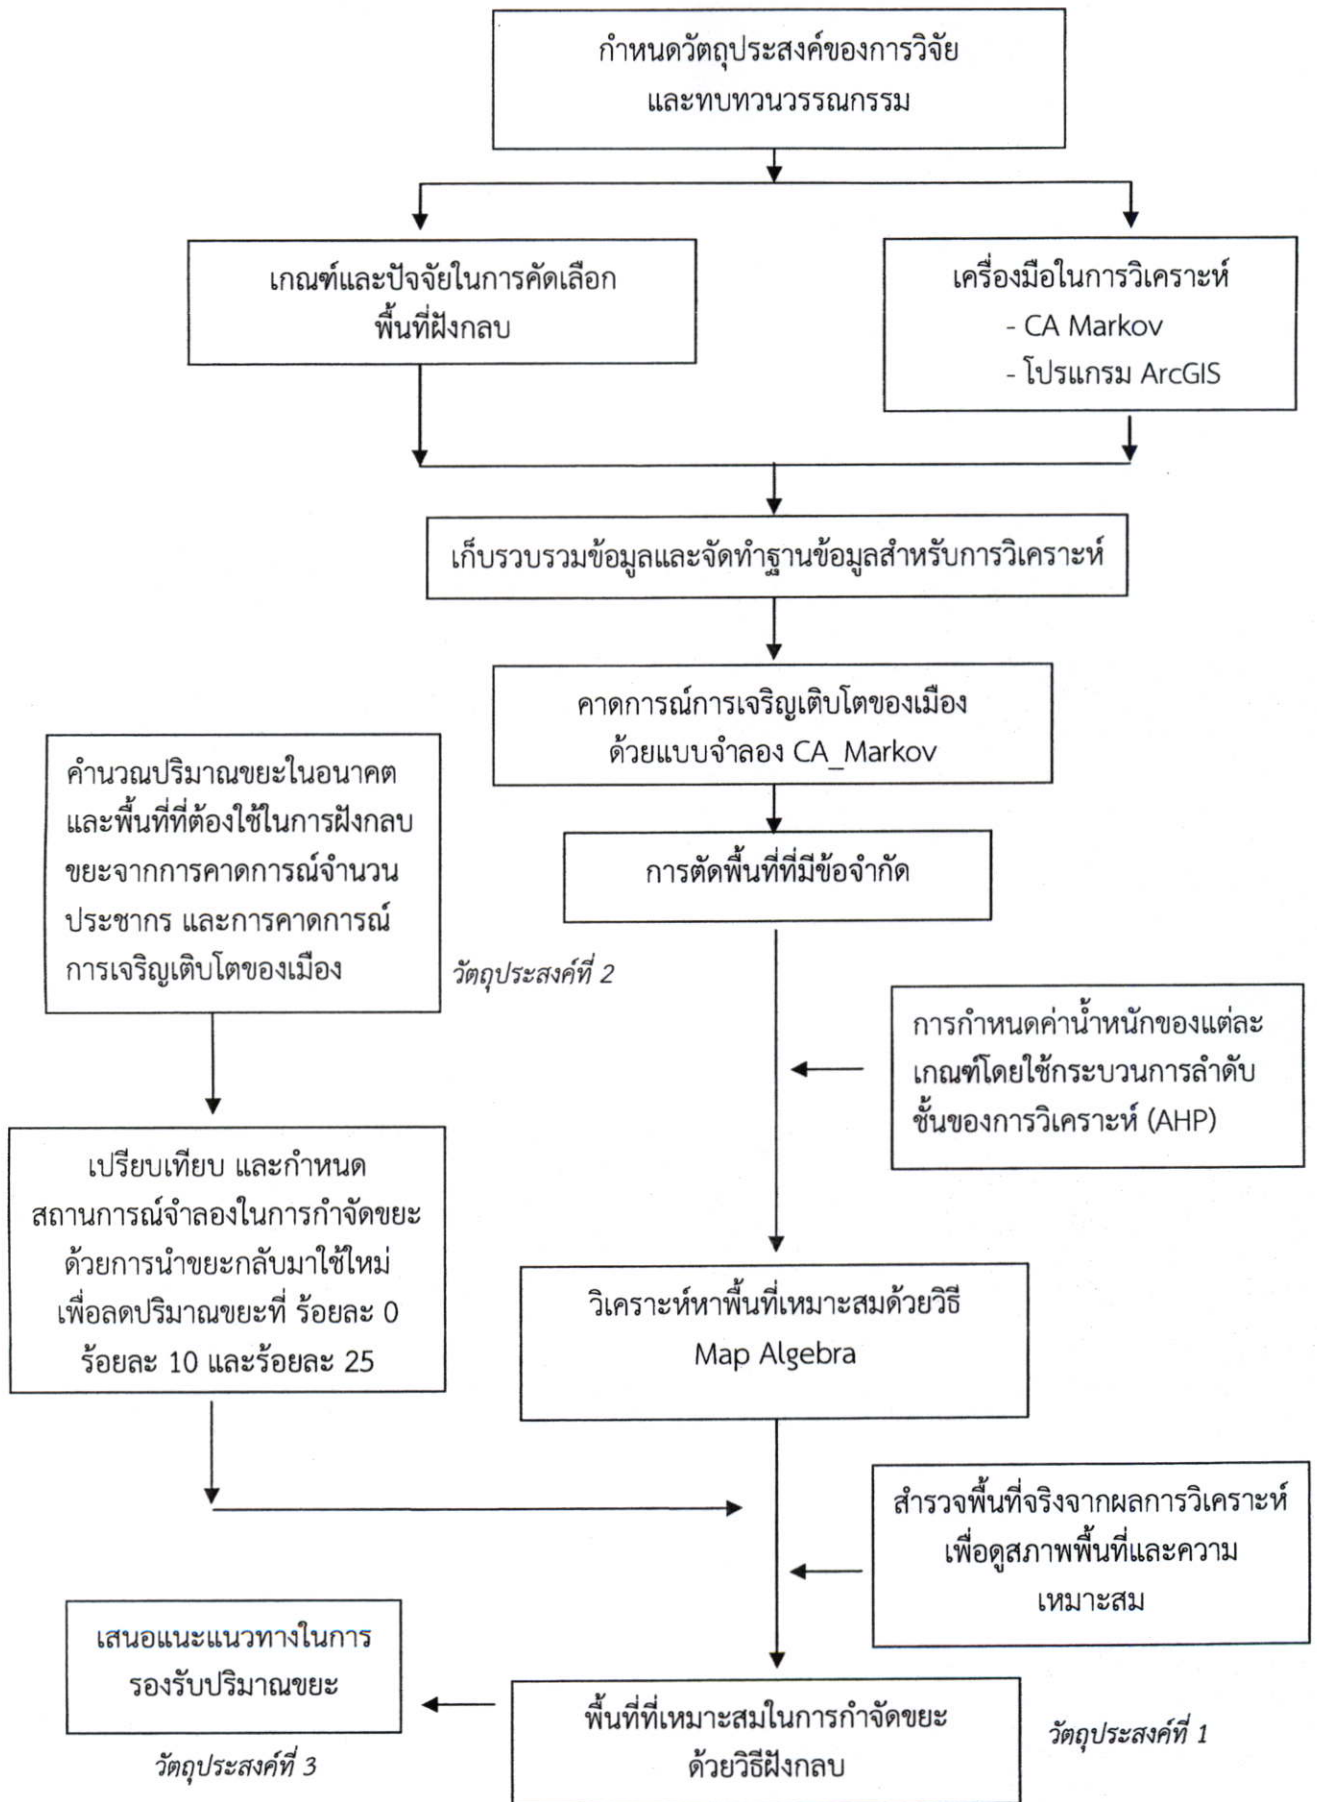 กำหนดวัตถุประสงค์ของการวิจัย
และทบทวนวรรณกรรม
เกณฑ์และปัจจัยในการคัดเลือก
พื้นที่ฝังกลบ
เครื่องมือในการวิเคราะห์
- CA Markov
- โปรแกรม ArcGIS
เก็บรวบรวมข้อมูลและจัดทำฐานข้อมูลสำหรับการวิเคราะห์
คาดการณ์การเจริญเติบโตของเมือง
ด้วยแบบจำลอง CA_Markov
คำนวณปริมาณขยะในอนาคต
และพื้นที่ที่ต้องใช้ในการฝังกลบ
ขยะจากการคาดการณ์จำนวน
ประชากร และการคาดการณ์
การเจริญเติบโตของเมือง
วัตถุประสงค์ที่ 2
การตัดพื้นที่ที่มีข้อจำกัด
การกำหนดค่าน้ำหนักของแต่ละ
เกณฑ์โดยใช้กระบวนการลำดับ
ชั้นของการวิเคราะห์ (AHP)
เปรียบเทียบ และกำหนด
สถานการณ์จำลองในการกำจัดขยะ
ด้วยการนำขยะกลับมาใช้ใหม่
เพื่อลดปริมาณขยะที่ ร้อยละ 0
ร้อยละ 10 และร้อยละ 25
วิเคราะห์หาพื้นที่เหมาะสมด้วยวิธี
Map Algebra
สำรวจพื้นที่จริงจากผลการวิเคราะห์
เพื่อดูสภาพพื้นที่และความ
เหมาะสม
เสนอแนะแนวทางในการ
รองรับปริมาณขยะ
วัตถุประสงค์ที่ 3
พื้นที่ที่เหมาะสมในการกำจัดขยะ
ด้วยวิธีฝังกลบ
วัตถุประสงค์ที่ 1